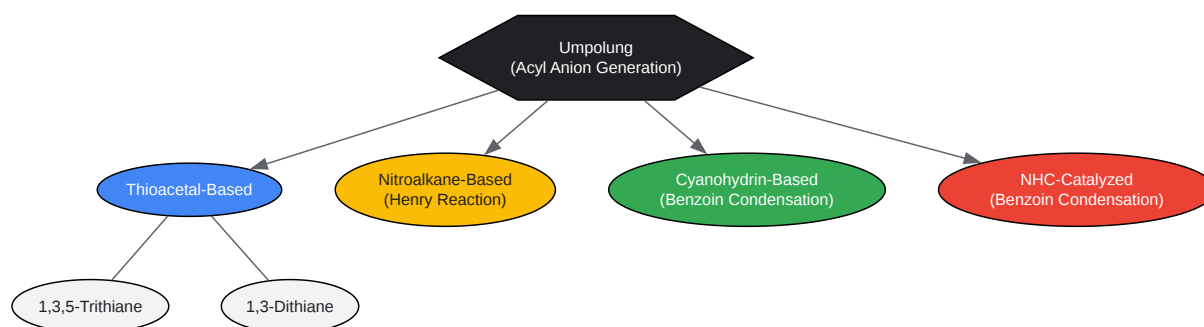 Umpolung
(Acyl Anion Generation)
Thioacetal-Based
Nitroalkane-Based
(Henry Reaction)
Cyanohydrin-Based
(Benzoin Condensation)
NHC-Catalyzed
(Benzoin Condensation)
1,3,5-Trithiane
1,3-Dithiane